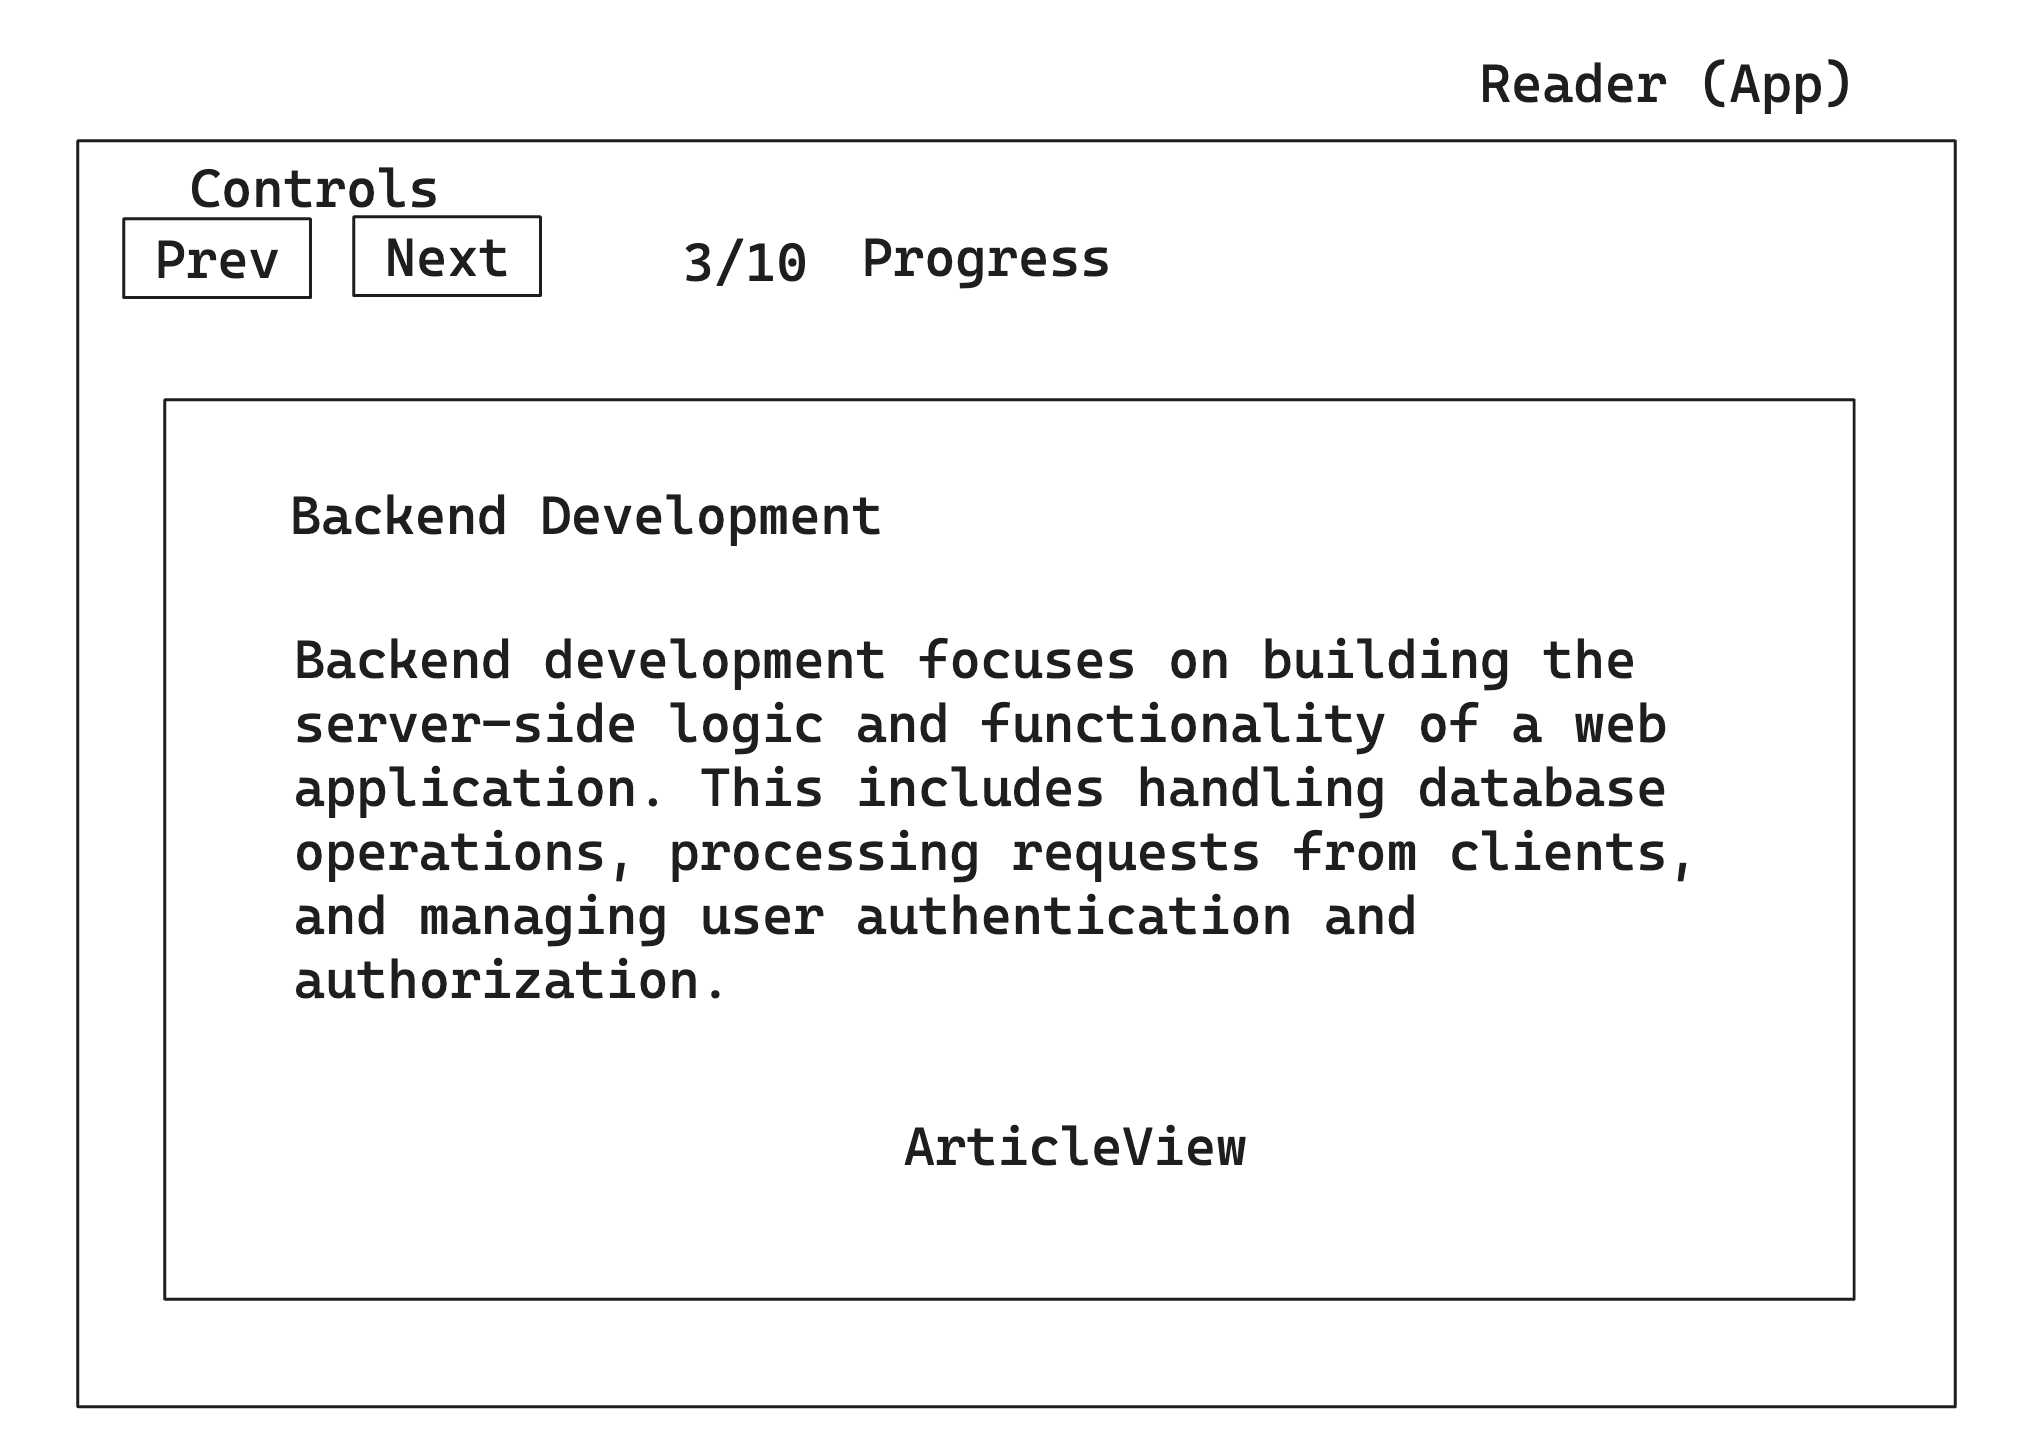 Reader (App)
Controls
Prev
Next
3/10
Progress
Backend Development
Backend development focuses on building the
server-side logic and functionality of a web
application. This includes handling database
operations, processing requests from clients,
and managing user authentication and
authorization.
ArticleView